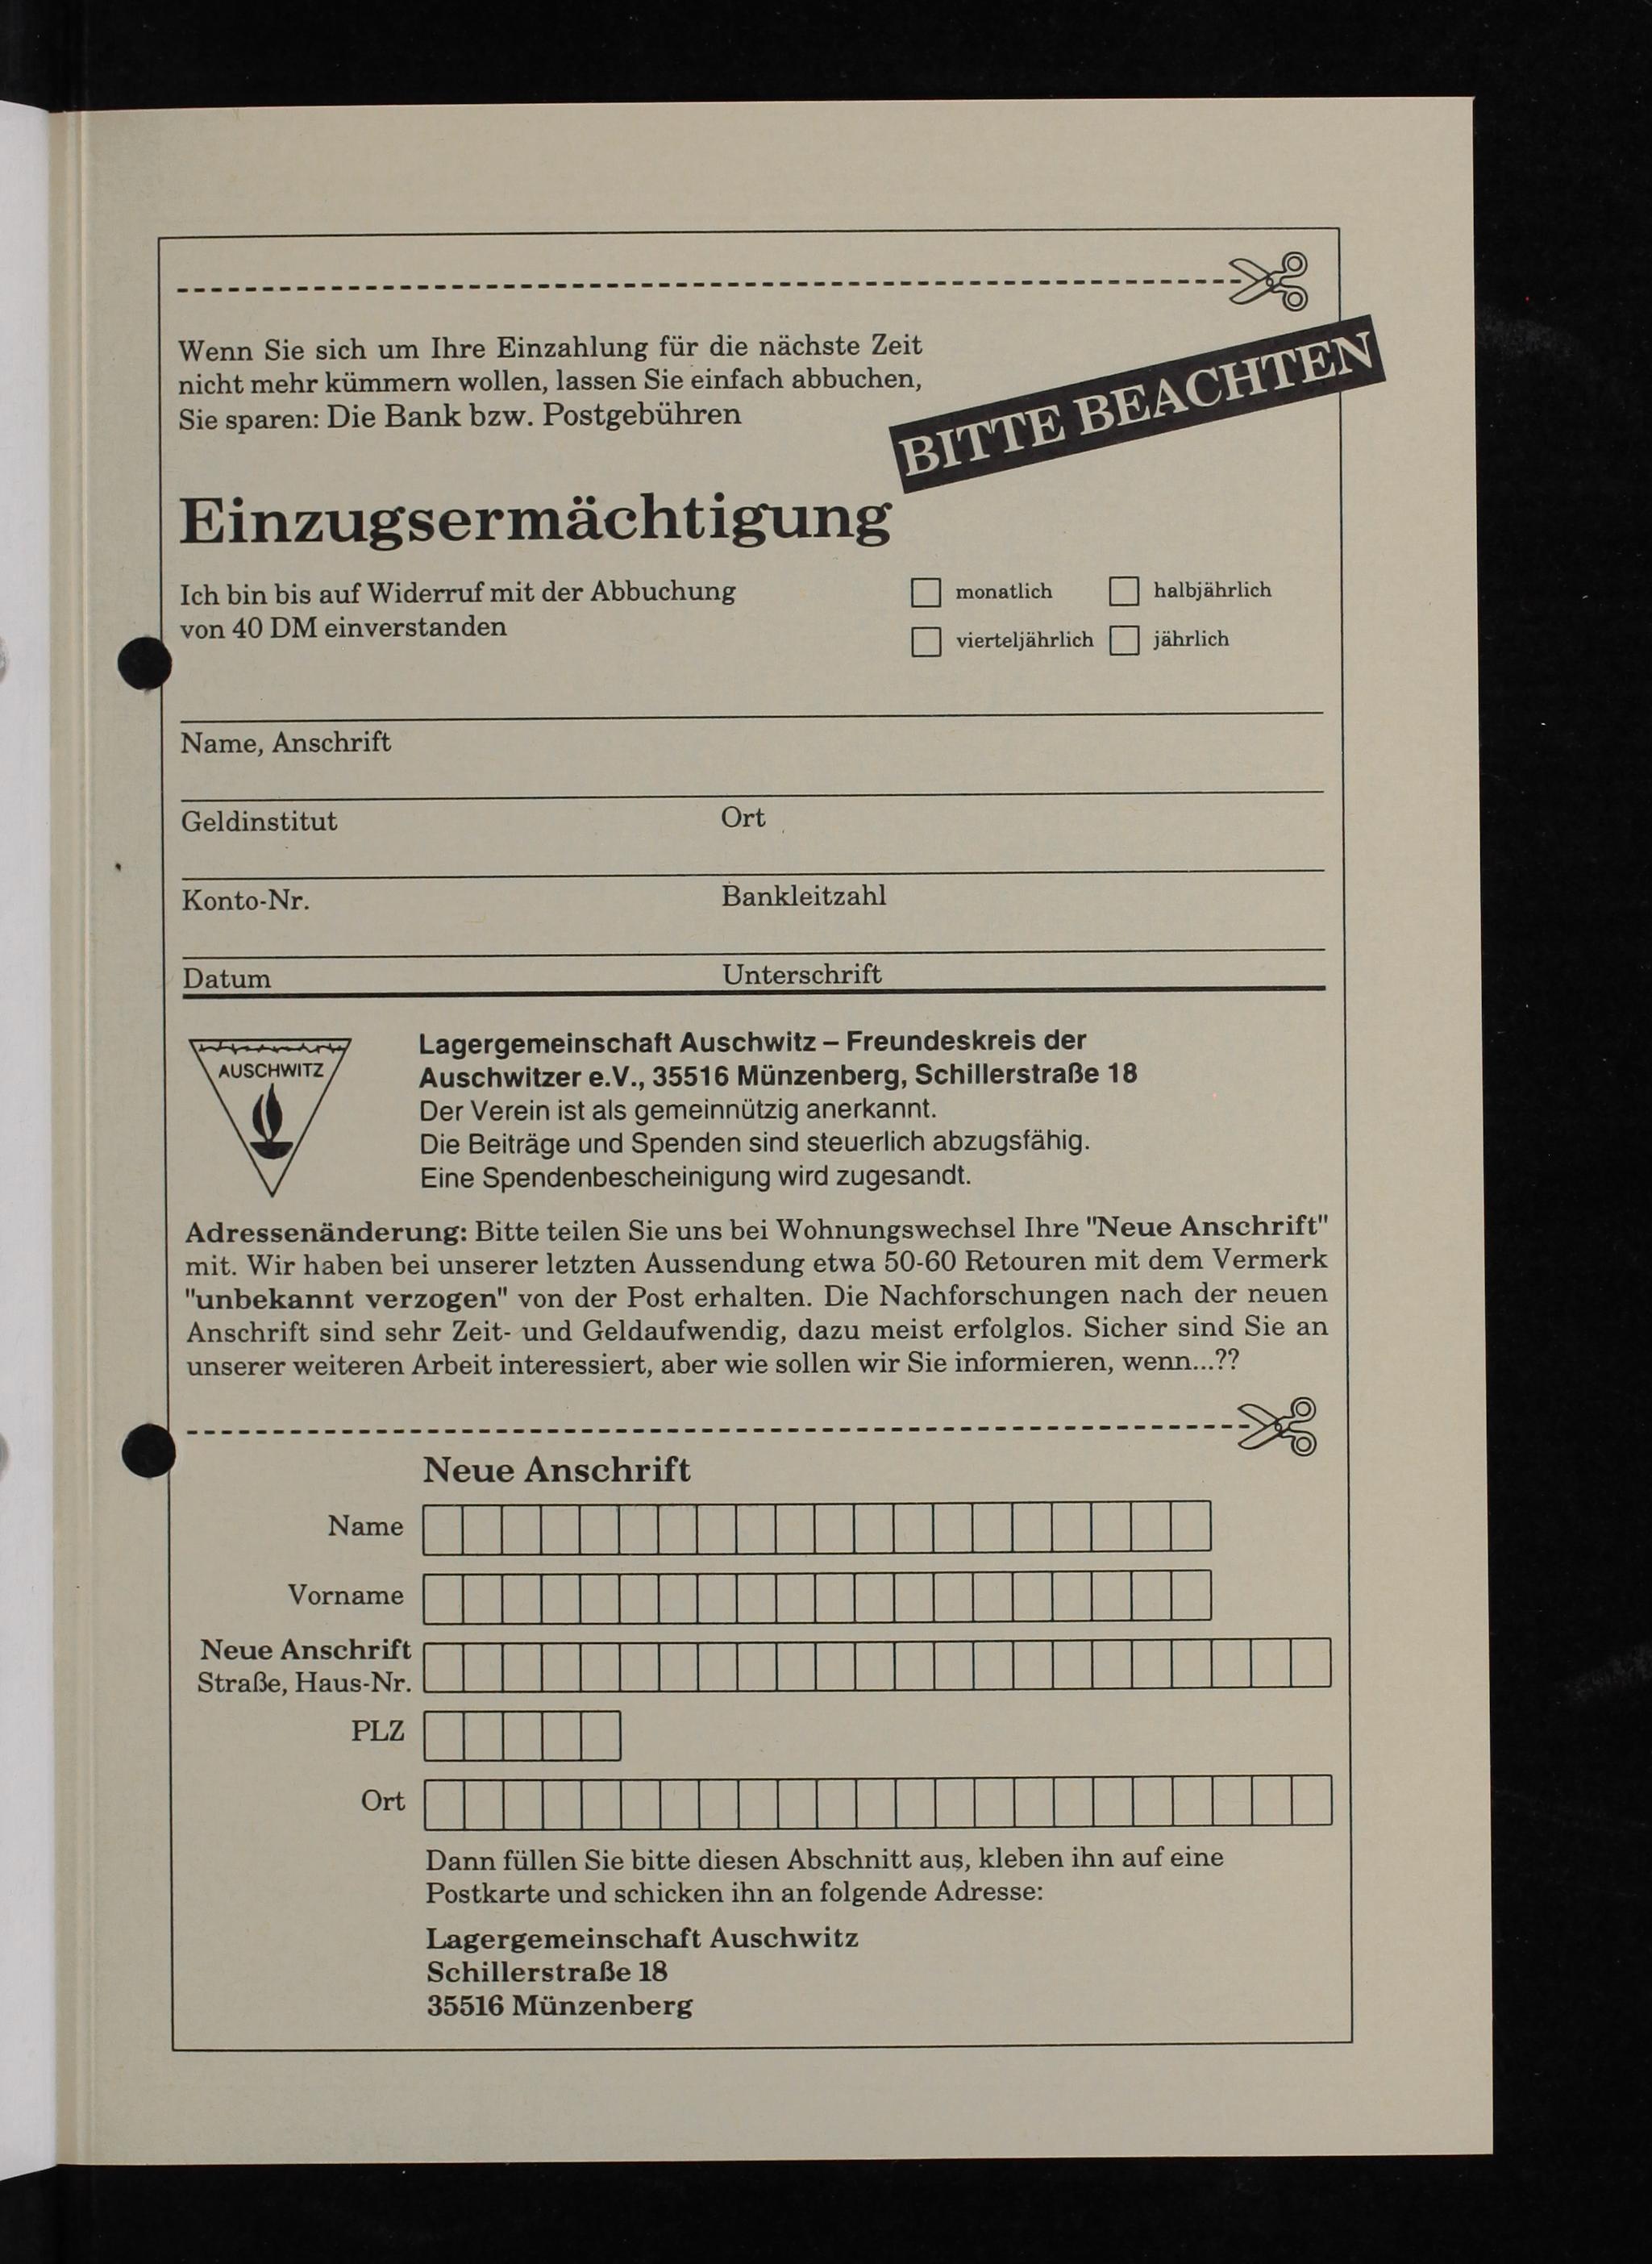 Wenn Sie sich um Ihre Einzahlung für die nächste Zeit
nicht mehr kümmern wollen, lassen Sie einfach abbuchen,
Sie sparen: Die Bank bzw. Postgebühren
BITTE BEACHTEN
Einzugsermächtigung
Ich bin bis auf Widerruf mit der Abbuchung
von 40 DM einverstanden
monatlich halbjährlich
vierteljährlich jährlich
Name, Anschrift
Geldinstitut Ort
Konto-Nr. Bankleitzahl
Datum Unterschrift
AUSCHWITZ
Lagergemeinschaft Auschwitz – Freundeskreis der
Auschwitzer e.V., 35516 Münzenberg, Schillerstraße 18
Der Verein ist als gemeinnützig anerkannt.
Die Beiträge und Spenden sind steuerlich abzugsfähig.
Eine Spendenbescheinigung wird zugesandt.
Adressenänderung: Bitte teilen Sie uns bei Wohnungswechsel Ihre "Neue Anschrift"
mit. Wir haben bei unserer letzten Aussendung etwa 50-60 Retouren mit dem Vermerk
"unbekannt verzogen" von der Post erhalten. Die Nachforschungen nach der neuen
Anschrift sind sehr Zeit- und Geldaufwendig, dazu meist erfolglos. Sicher sind Sie an
unserer weiteren Arbeit interessiert, aber wie sollen wir Sie informieren, wenn...??
Neue Anschrift
Name
Vorname
Neue Anschrift
Straße, Haus-Nr.
PLZ
Ort
Dann füllen Sie bitte diesen Abschnitt aus, kleben ihn auf eine
Postkarte und schicken ihn an folgende Adresse:
Lagergemeinschaft Auschwitz
Schillerstraße 18
35516 Münzenberg